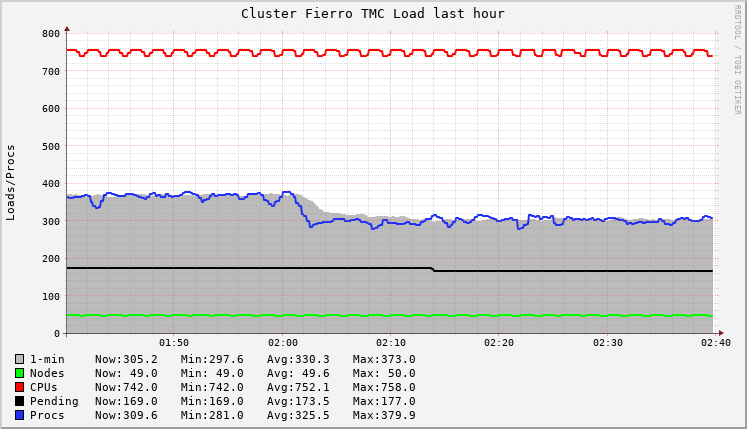 Cluster Fierro TMC Load last hour
RRDTOOL / TOBI OETIKER
Loads/Procs
800
700
600
500
400
300
200
100
0
01:50 02:00 02:10 02:20 02:30 02:40
1-min Now:305.2 Min:297.6 Avg:330.3 Max:373.0
Nodes Now: 49.0 Min: 49.0 Avg: 49.6 Max: 50.0
CPUs Now:742.0 Min:742.0 Avg:752.1 Max:758.0
Pending Now:169.0 Min:169.0 Avg:173.5 Max:177.0
Procs Now:309.6 Min:281.0 Avg:325.5 Max:379.9